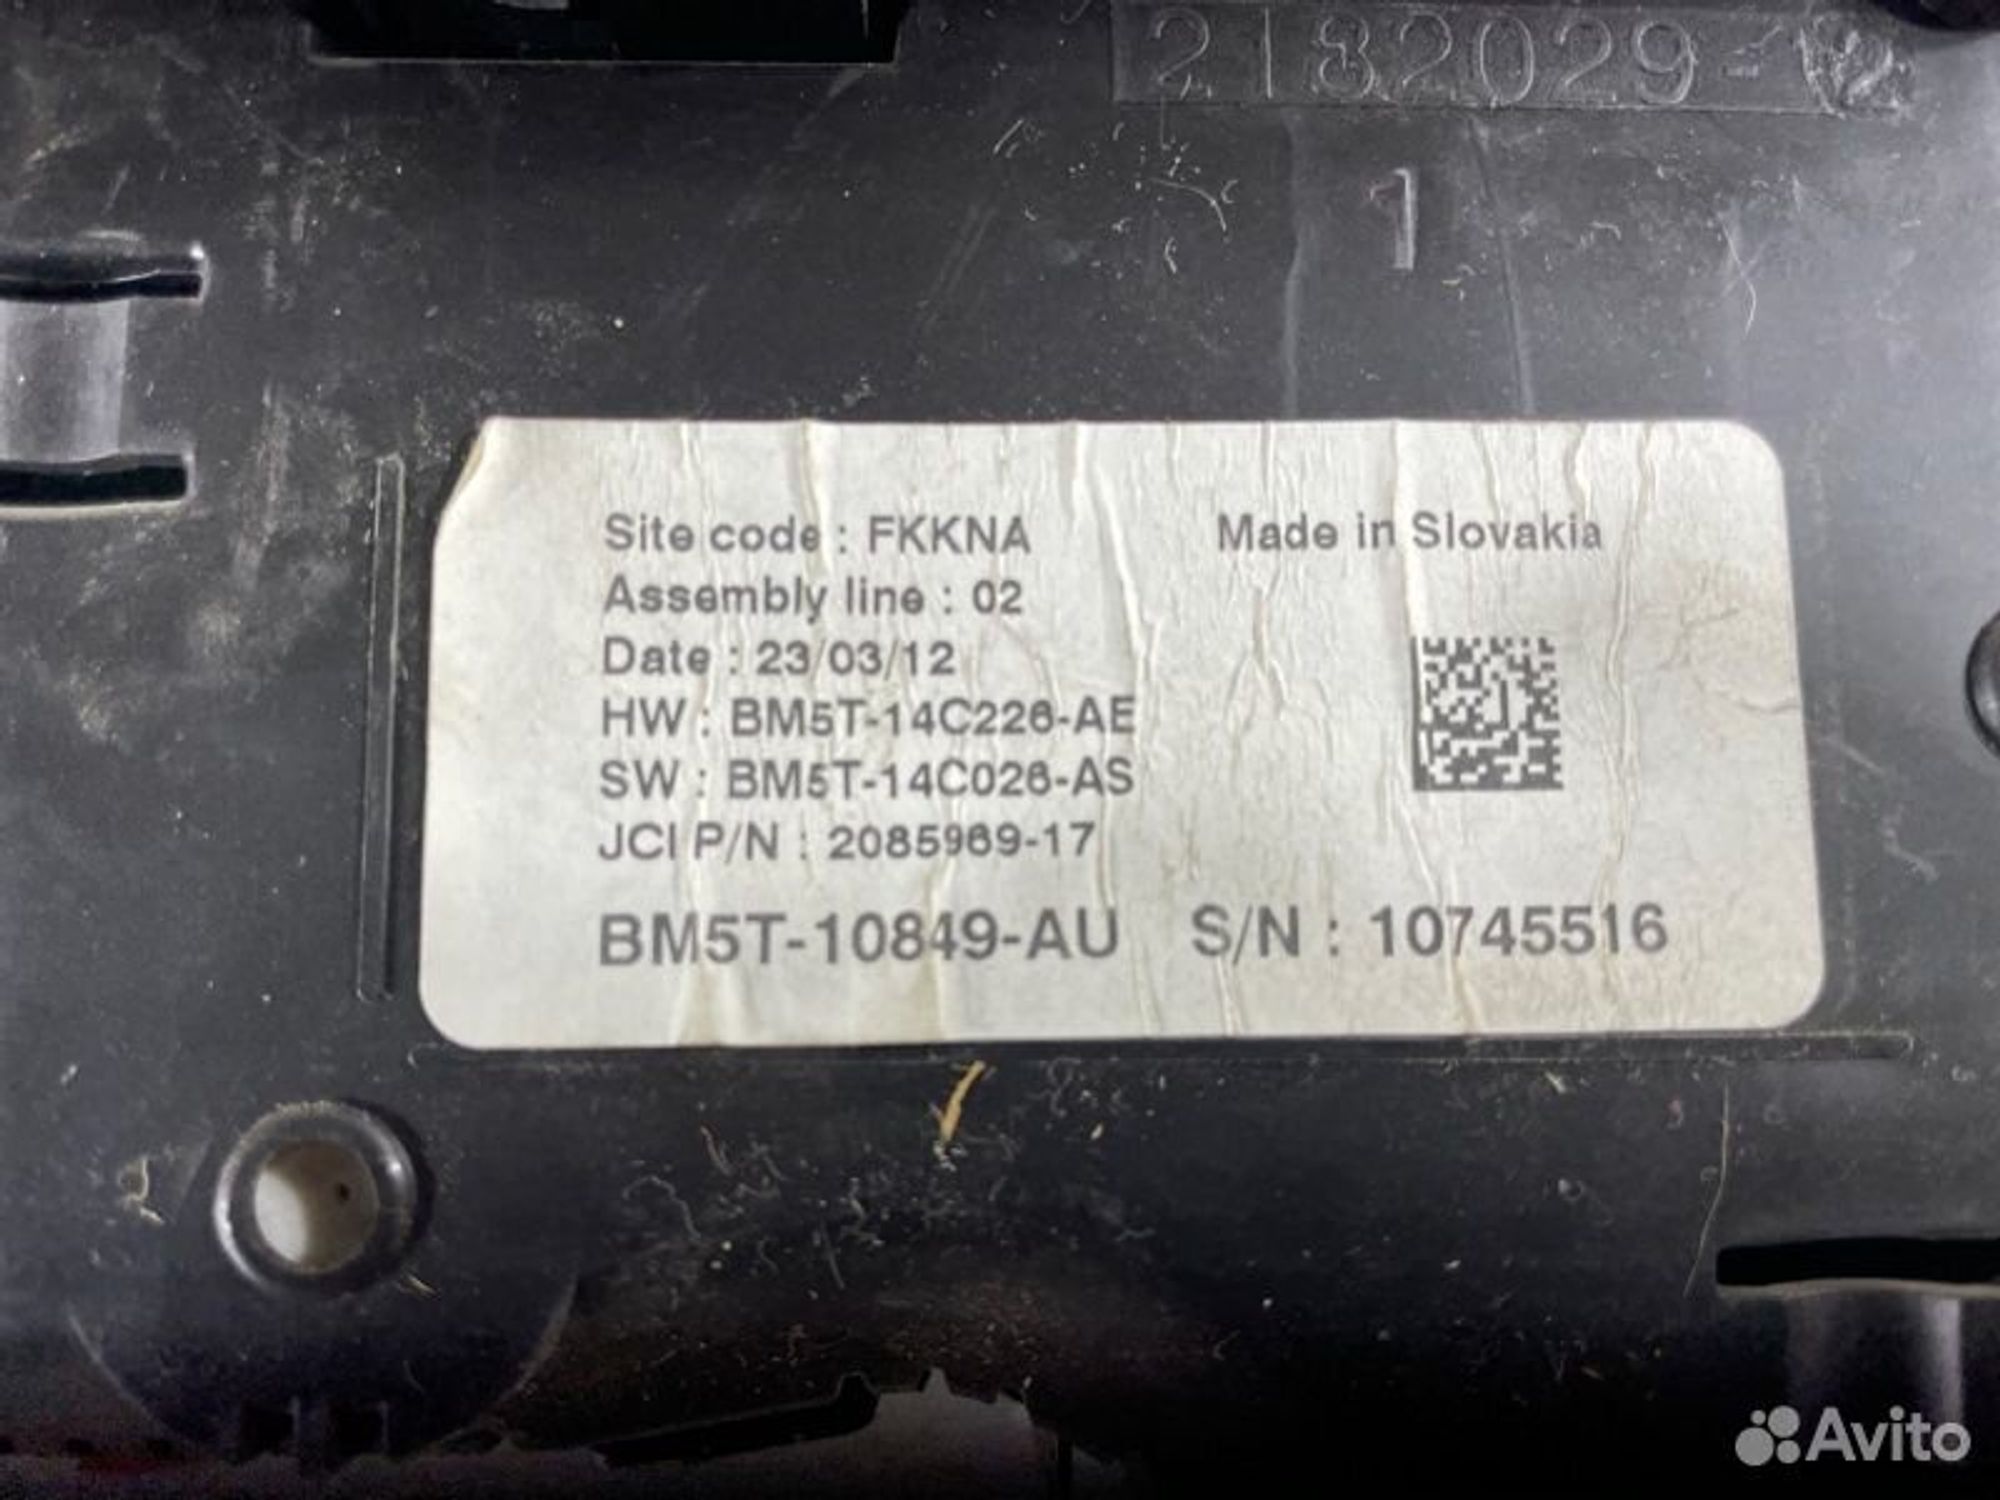 2182029-12
1
Site code : FKKNA
Made in Slovakia
Assembly line : 02
Date : 23/03/12
HW : BM5T-14C226-AE
SW : BM5T-14C026-AS
JCI P/N : 2085969-17
BM5T-10849-AU S/N : 10745516
Avito